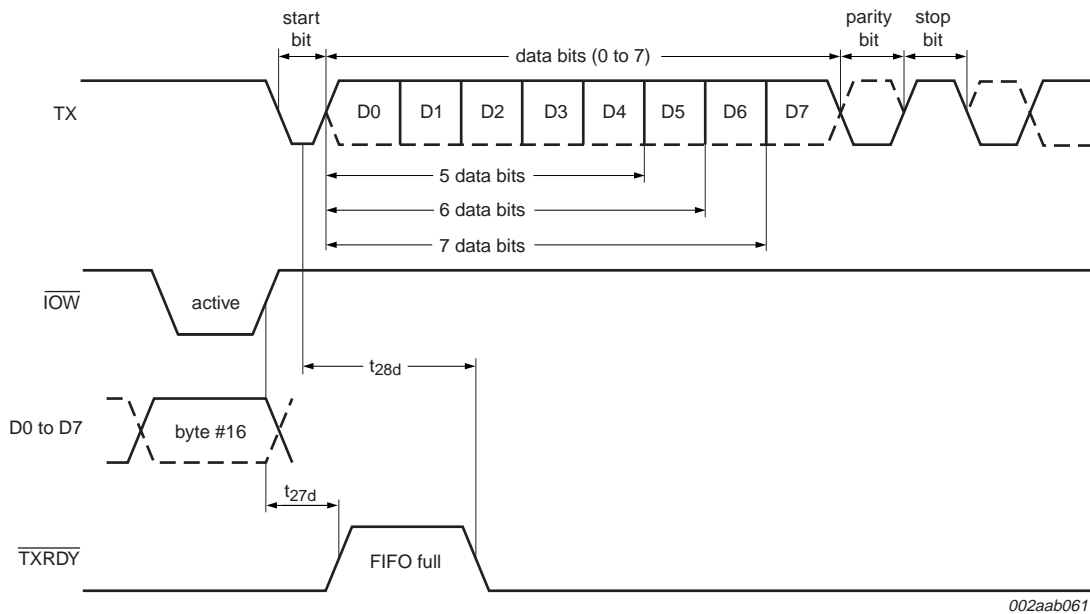 start bit
data bits (0 to 7)
parity bit
stop bit
TX
D0 D1 D2 D3 D4 D5 D6 D7
5 data bits
6 data bits
7 data bits
IOW
active
t28d
D0 to D7
byte #16
t27d
TXRDY
FIFO full
002aab061